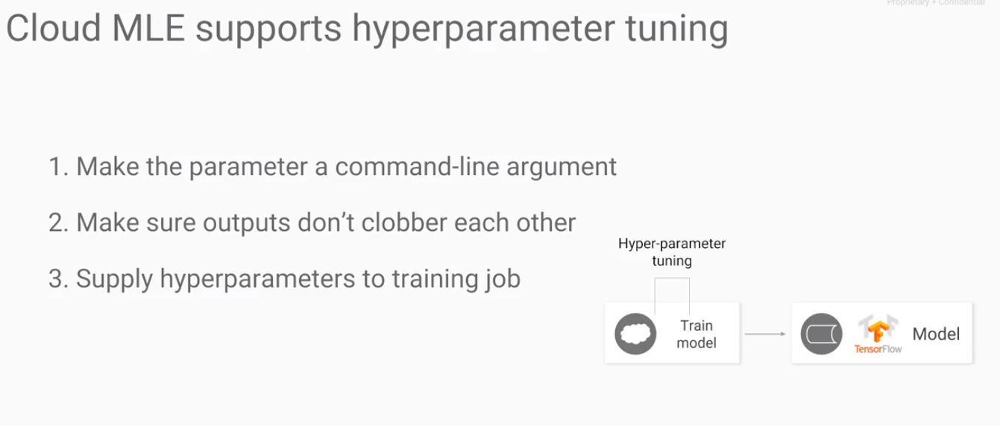 Proprietary + Confidential
Cloud MLE supports hyperparameter tuning
1. Make the parameter a command-line argument
2. Make sure outputs don't clobber each other
3. Supply hyperparameters to training job
Hyper-parameter
tuning
Train
model
TensorFlow
Model